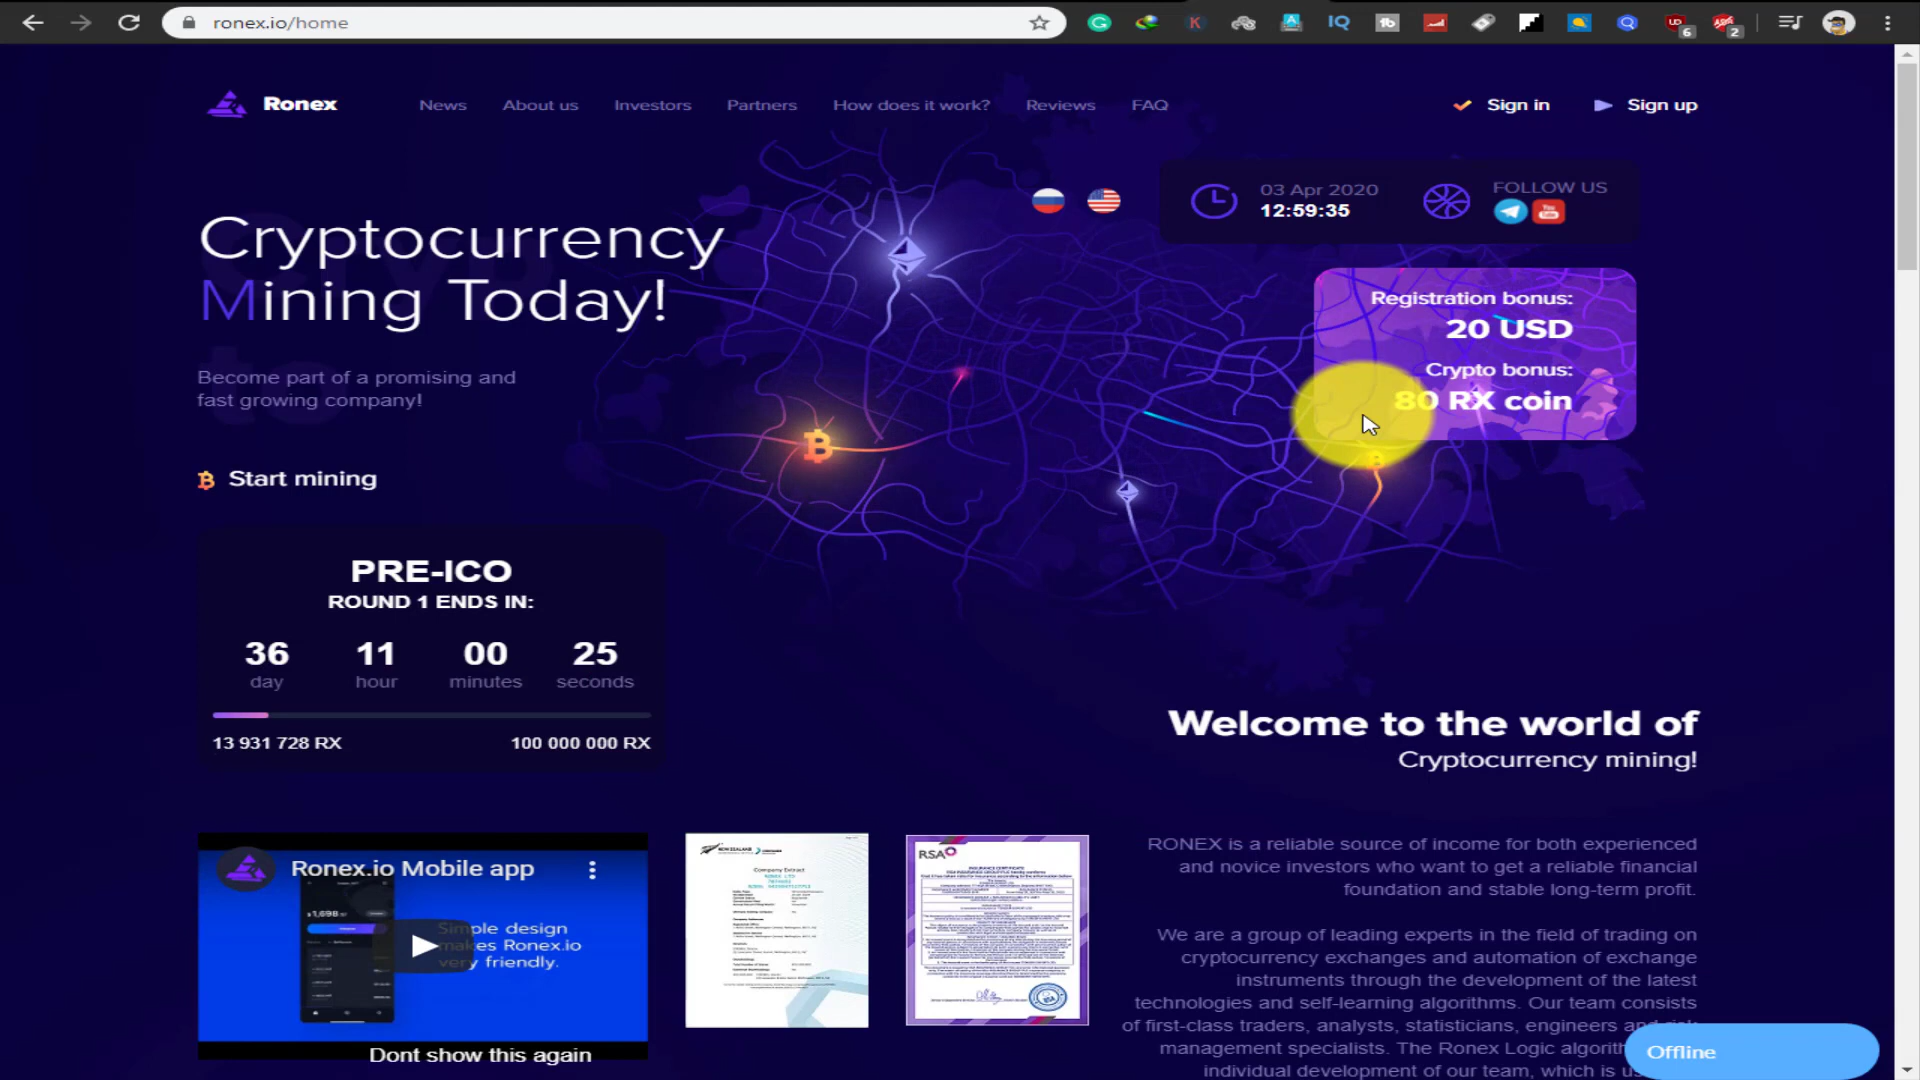 ronex.io/home
Ronex
News
About us
Investors
Partners
How does it work?
Reviews
FAQ
Sign in
Sign up
03 Apr 2020
12:59:35
FOLLOW US
Cryptocurrency
Mining Today!
Become part of a promising and
fast growing company!
Registration bonus:
20 USD
Crypto bonus:
80 RX coin
Start mining
PRE-ICO
ROUND 1 ENDS IN:
36
11
00
25
day
hour
minutes
seconds
13 931 728 RX
100 000 000 RX
Welcome to the world of
Cryptocurrency mining!
Ronex.io Mobile app
Simple design
makes Ronex.io
very friendly.
Dont show this again
Company Extract
RSA
INSURANCE CERTIFICATE
RONEX is a reliable source of income for both experienced
and novice investors who want to get a reliable financial
foundation and stable long-term profit.
We are a group of leading experts in the field of trading on
cryptocurrency exchanges and automation of exchange
instruments through the development of the latest
technologies and self-learning algorithms. Our team consists
of first-class traders, analysts, statisticians, engineers and risk
management specialists. The Ronex Logic
individual development of our team, which is
Offline